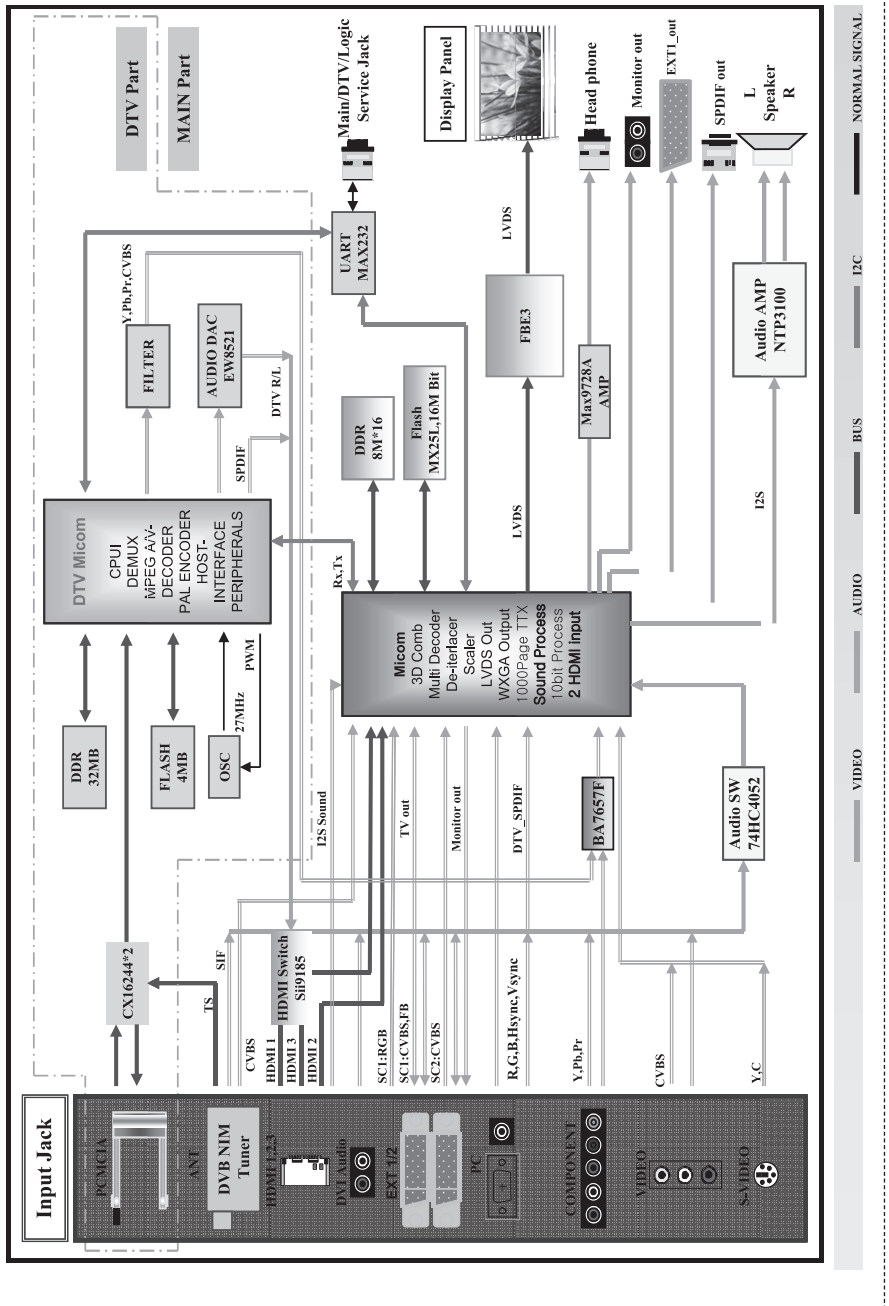 Input Jack
PCMCIA
ANT
DVB NIM
Tuner
HDMI 1,2,3
DVI Audio
EXT 1/2
PC
COMPONENT
VIDEO
S-VIDEO
CX16244*2
TS
SIF
CVBS
HDMI 1
HDMI 3
HDMI 2
HDMI Switch
Sii9185
SC1:RGB
SC1:CVBS,FB
SC2:CVBS
R,G,B,Hsync,Vsync
Y,Pb,Pr
CVBS
Y,C
DDR
32MB
FLASH
4MB
OSC
27MHz
PWM
I2S Sound
TV out
Monitor out
DTV_SPDIF
BA7657F
Audio SW
74HC4052
DTV Micom
CPUI
DEMUX
MPEG A/V-
DECODER
PAL ENCODER
HOST-
INTERFACE
PERIPHERALS
Micom
3D Comb
Multi Decoder
De-iterlacer
Scaler
LVDS Out
WXGA Output
1000Page TTX
Sound Process
10bit Process
2 HDMI input
Rx,Tx
SPDIF
DTV R/L
FILTER
Y,Pb,Pr,CVBS
AUDIO DAC
EW8521
DDR
8M*16
Flash
MX25L,16M Bit
UART
MAX232
LVDS
FBE3
LVDS
Max9728A
AMP
I2S
Audio AMP
NTP3100
DTV Part
MAIN Part
Main/DTV/Logic
Service Jack
Display Panel
Head phone
Monitor out
EXT1_out
SPDIF out
L
Speaker
R
VIDEO
AUDIO
BUS
I2C
NORMAL SIGNAL